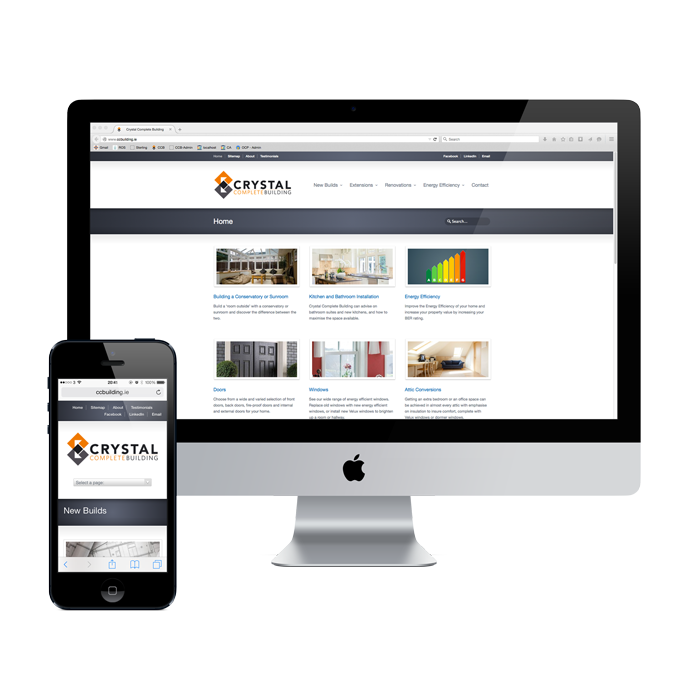 Crystal Complete Building
www.ccbuilding.ie
Search
Gmail RDS Sterling CCB CCB-Admin localhost CA OOP - Admin
Home Sitemap About Testimonials Facebook LinkedIn Email
CRYSTAL
COMPLETEBUILDING
New Builds Extensions Renovations Energy Efficiency Contact
Home
Search...
Building a Conservatory or Sunroom
Build a 'room outside' with a conservatory or
sunroom and discover the difference between the
two.
Kitchen and Bathroom Installation
Crystal Complete Building can advise on
bathroom suites and new kitchens, and how to
maximise the space available.
A B C D E F G
Energy Efficiency
Improve the Energy Efficiency of your home and
increase your property value by increasing your
BER rating.
Doors
Choose from a wide and varied selection of front
doors, back doors, fire-proof doors and internal
and external doors for your home.
Windows
See our wide range of energy efficient windows.
Replace old windows with new energy efficient
windows, or install new Velux windows to brighten
up a room or hallway.
Attic Conversions
Getting an extra bedroom or an office space can
be achieved in almost every attic with emphasise
on insulation to insure comfort, complete with
Velux windows or dormer windows.
20:41 100%
ccbuilding.ie
Home Sitemap About Testimonials
Facebook LinkedIn Email
CRYSTAL
COMPLETEBUILDING
Select a page:
New Builds